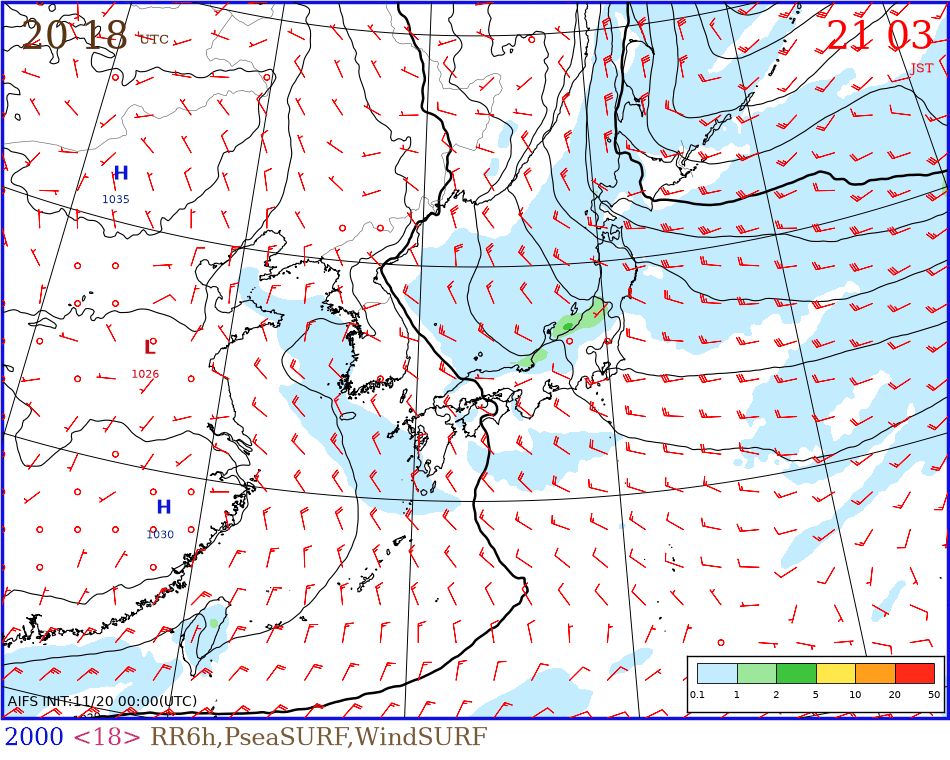 20 18 UTC
21 03 JST
H
1035
L
1026
H
1030
0.1 1 2 5 10 20 50
AIFS INIT:11/20 00:00(UTC)
2000 <18> RR6h,PseaSURF,WindSURF